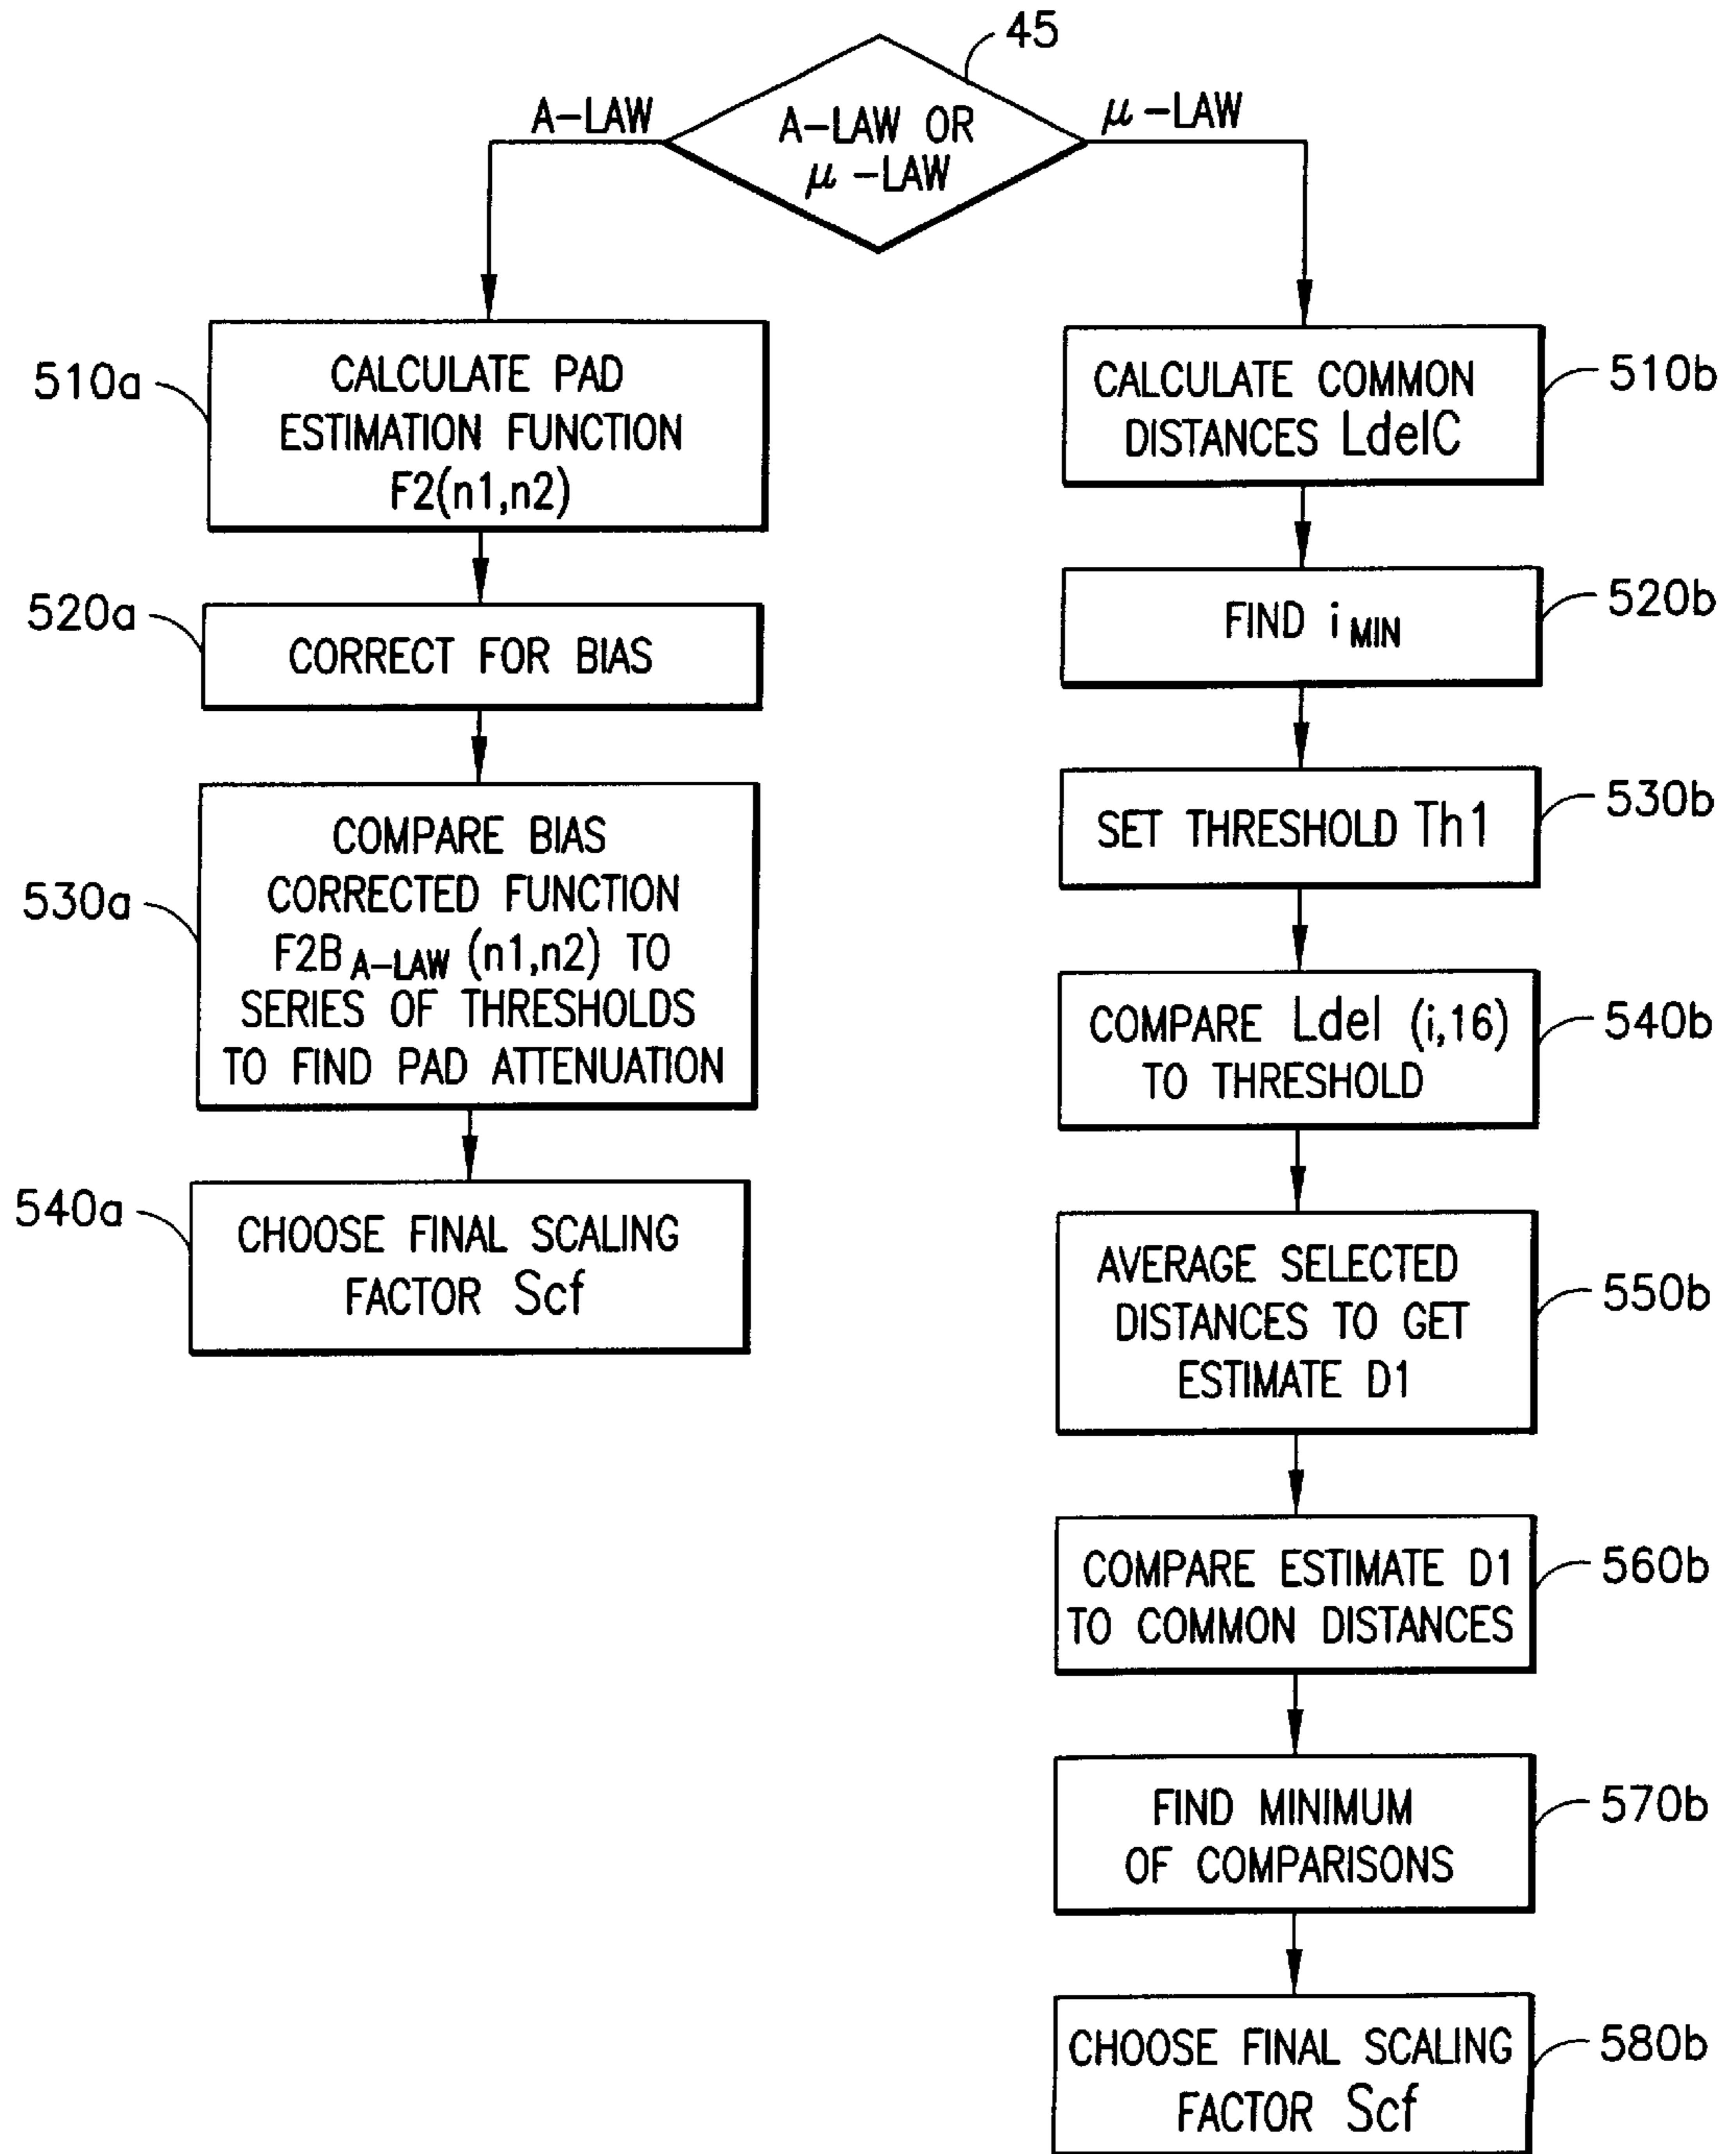 45
A-LAW
A-LAW OR
μ-LAW
μ-LAW
510a
CALCULATE PAD
ESTIMATION FUNCTION
F2(n1,n2)
520a
CORRECT FOR BIAS
530a
COMPARE BIAS
CORRECTED FUNCTION
F2B A-LAW (n1,n2) TO
SERIES OF THRESHOLDS
TO FIND PAD ATTENUATION
540a
CHOOSE FINAL SCALING
FACTOR Scf
CALCULATE COMMON
DISTANCES LdelC
510b
FIND i MIN
520b
SET THRESHOLD Th1
530b
COMPARE Ldel (i,16)
TO THRESHOLD
540b
AVERAGE SELECTED
DISTANCES TO GET
ESTIMATE D1
550b
COMPARE ESTIMATE D1
TO COMMON DISTANCES
560b
FIND MINIMUM
OF COMPARISONS
570b
CHOOSE FINAL SCALING
FACTOR Scf
580b